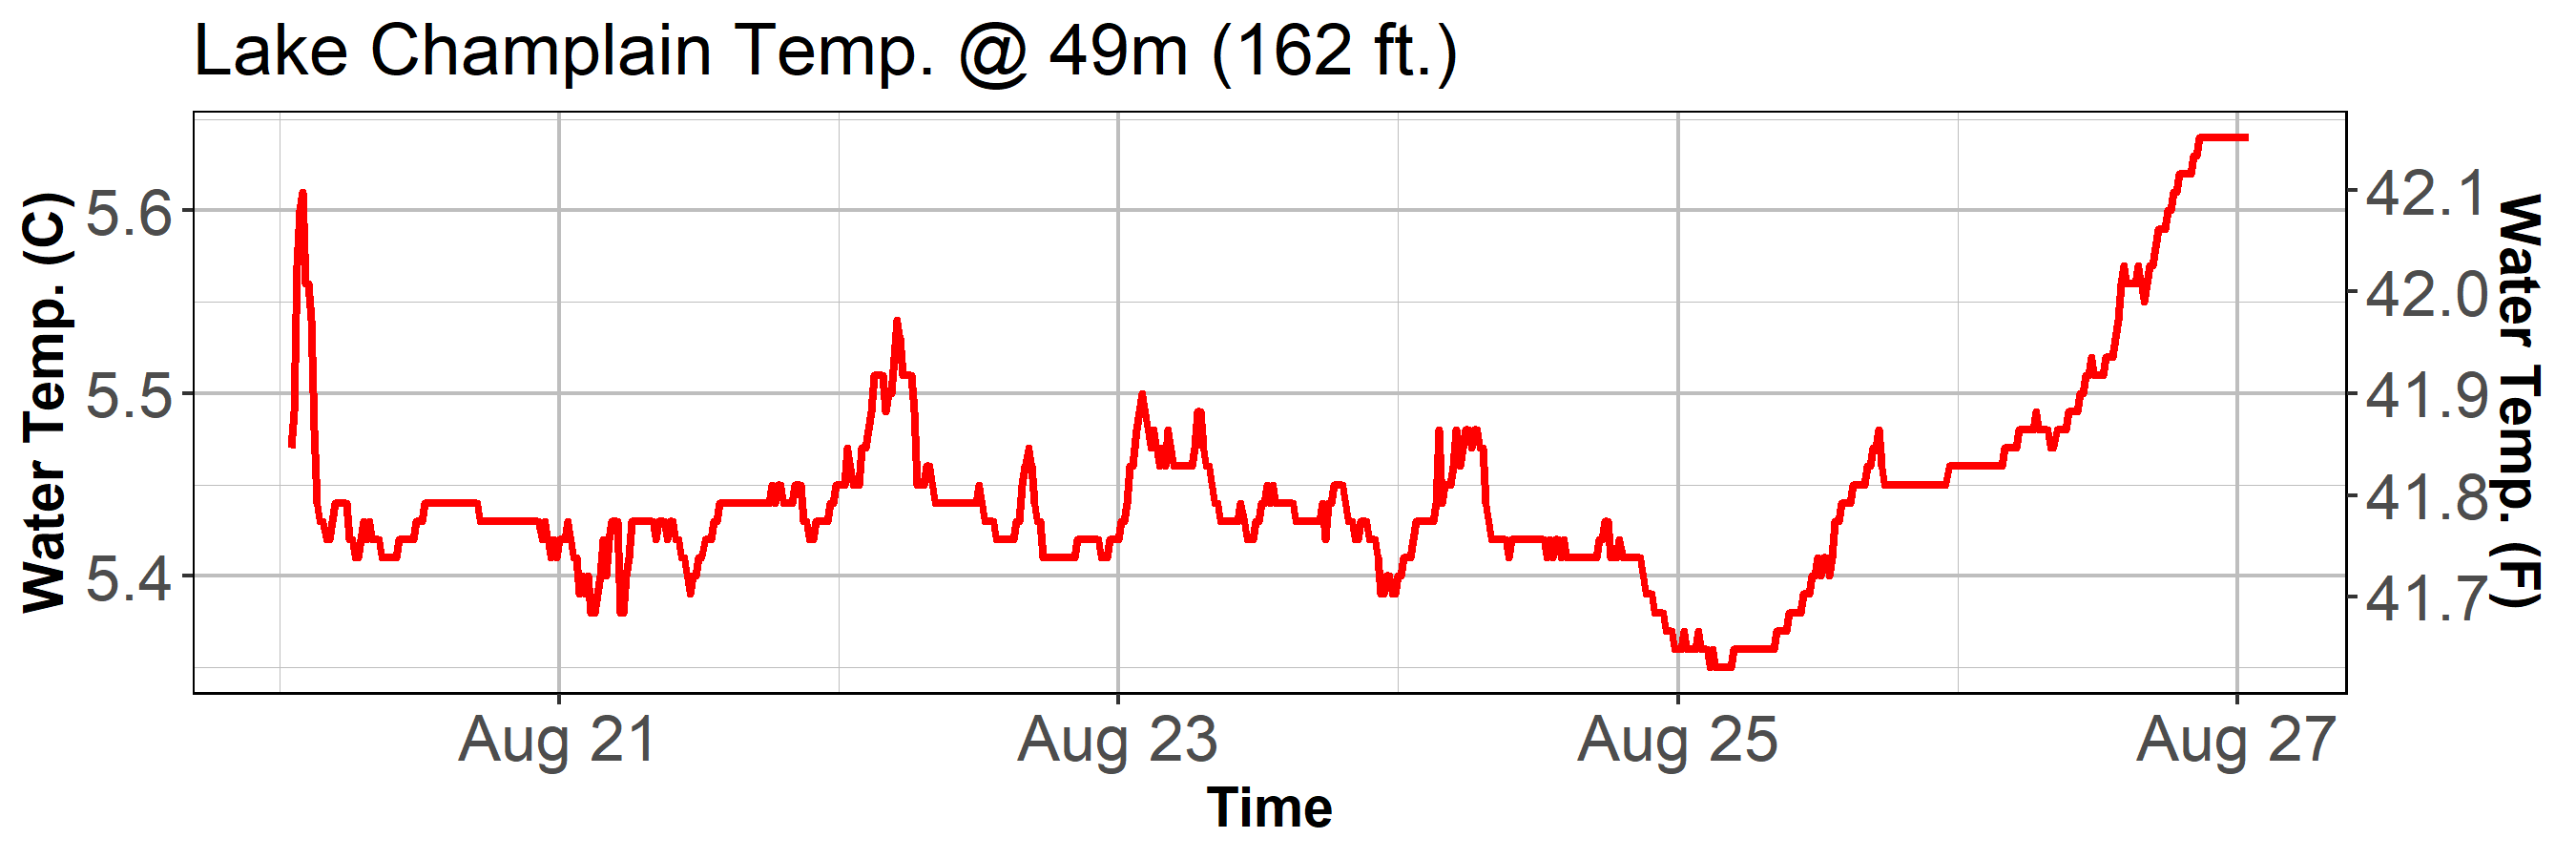 Lake Champlain Temp. @ 49m (162 ft.)
Water Temp. (C)
5.6
5.5
5.4
42.1
42.0
41.9
41.8
41.7
Water Temp. (F)
Aug 21 Aug 23 Aug 25 Aug 27
Time